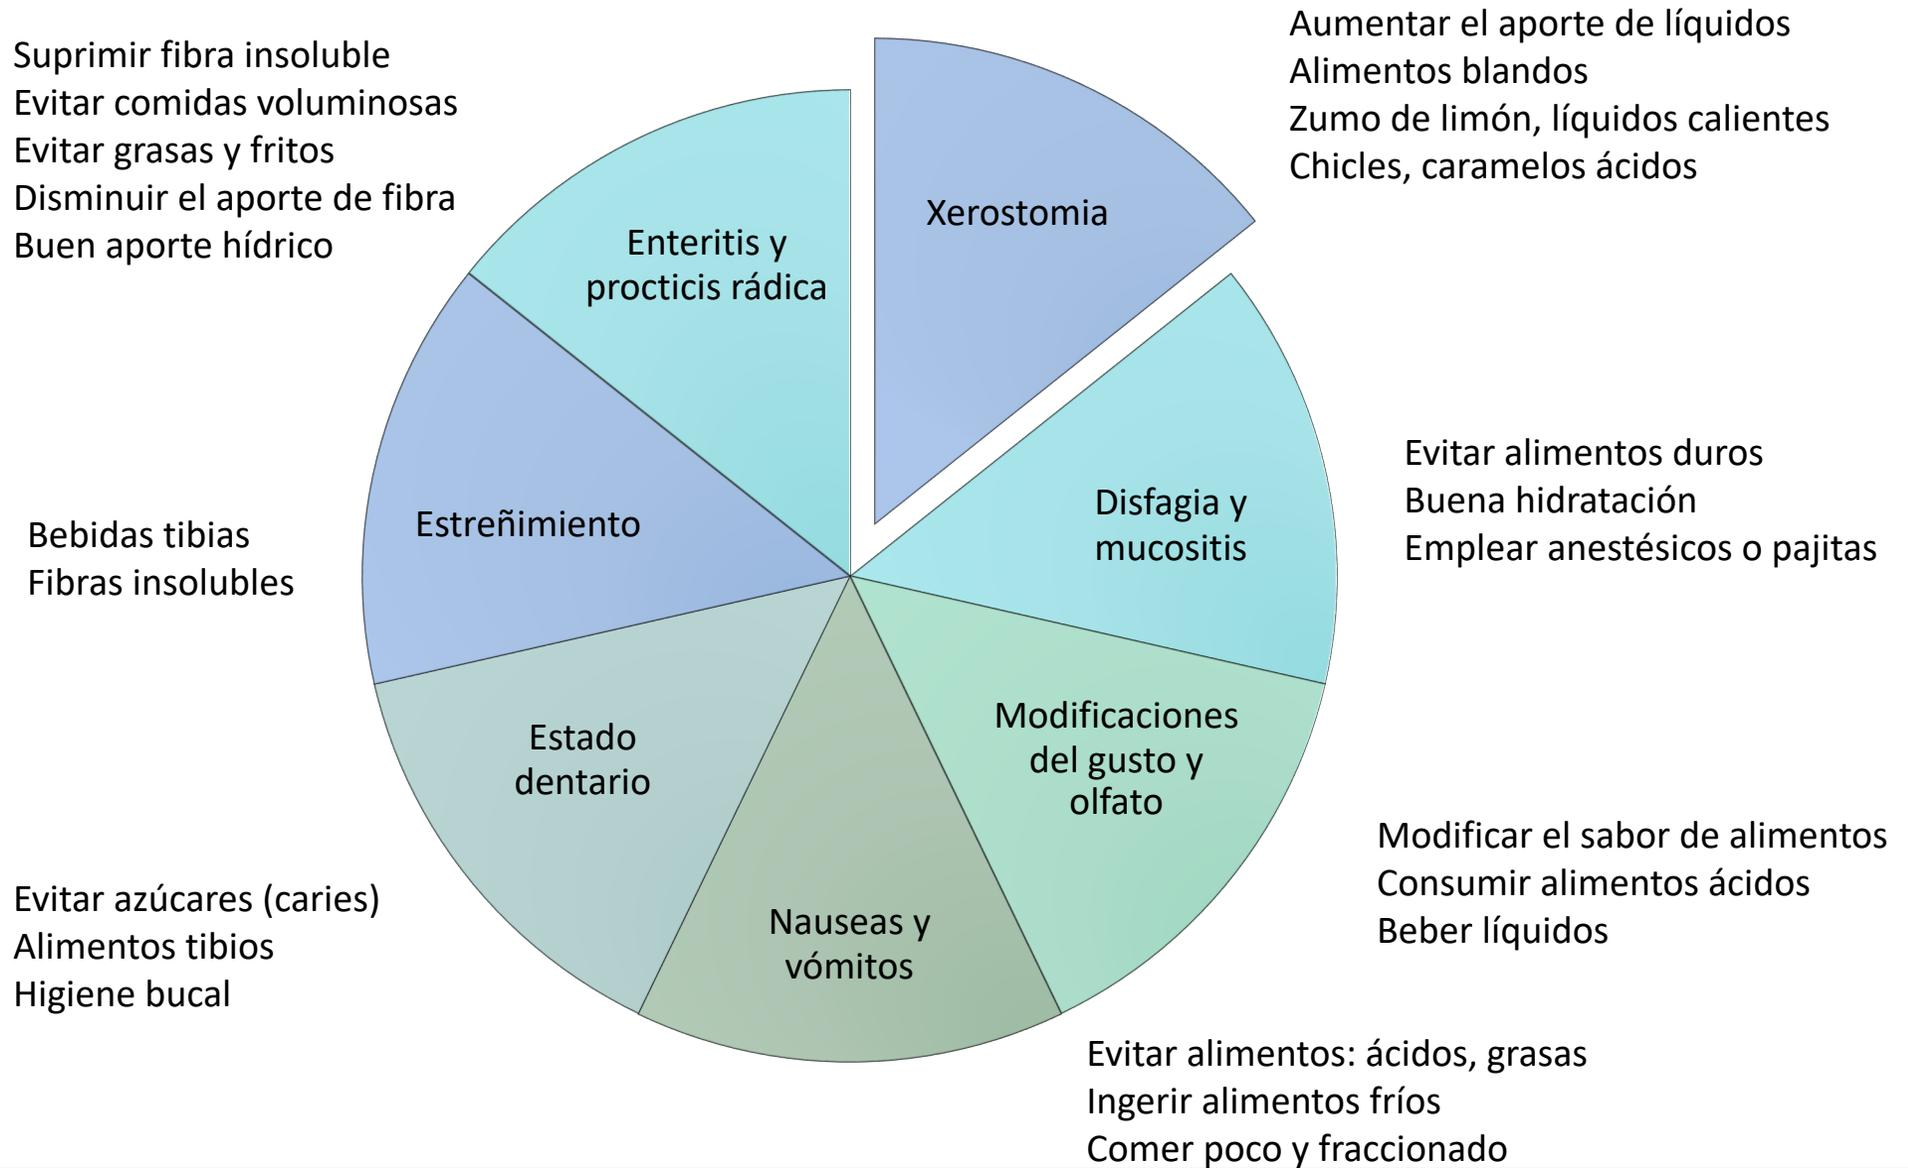 Suprimir fibra insoluble
Evitar comidas voluminosas
Evitar grasas y fritos
Disminuir el aporte de fibra
Buen aporte hídrico
Aumentar el aporte de líquidos
Alimentos blandos
Zumo de limón, líquidos calientes
Chicles, caramelos ácidos
Xerostomia
Enteritis y
procticis rádica
Disfagia y
mucositis
Evitar alimentos duros
Buena hidratación
Emplear anestésicos o pajitas
Estreñimiento
Bebidas tibias
Fibras insolubles
Modificaciones
del gusto y
olfato
Modificar el sabor de alimentos
Consumir alimentos ácidos
Beber líquidos
Estado
dentario
Evitar azúcares (caries)
Alimentos tibios
Higiene bucal
Nauseas y
vómitos
Evitar alimentos: ácidos, grasas
Ingerir alimentos fríos
Comer poco y fraccionado